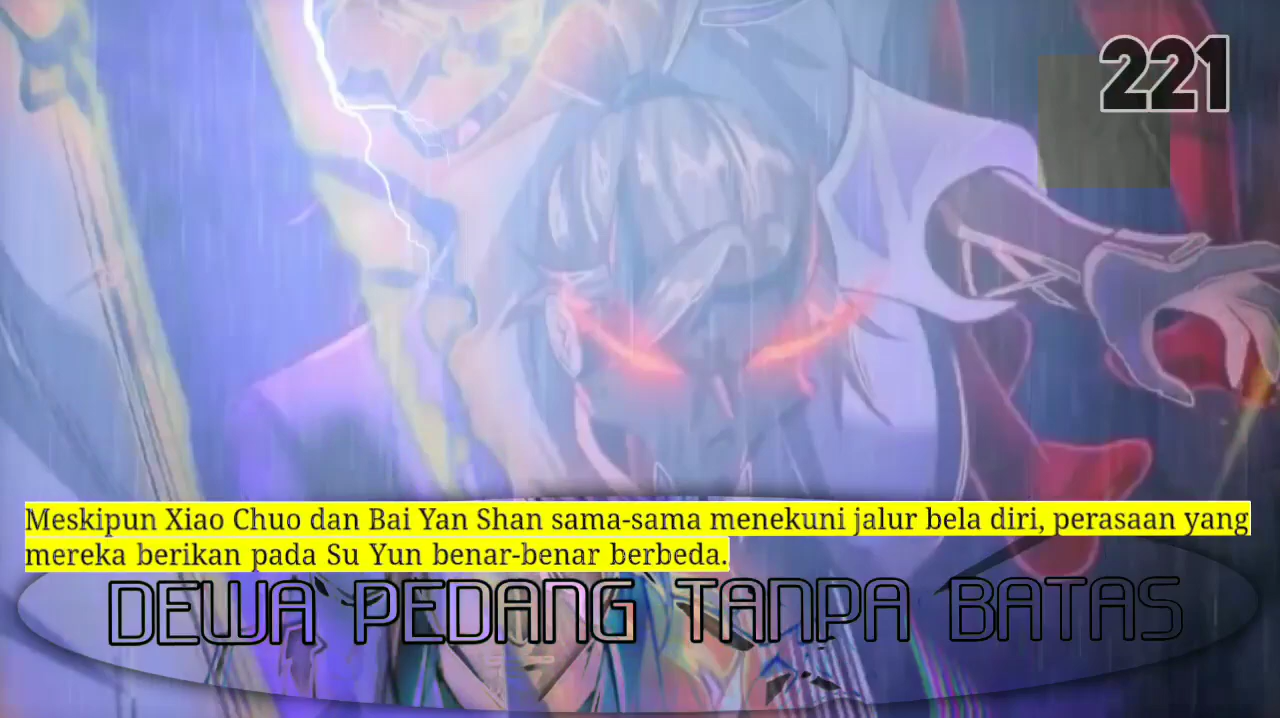 221
Meskipun Xiao Chuo dan Bai Yan Shan sama-sama menekuni jalur bela diri, perasaan yang
mereka berikan pada Su Yun benar-benar berbeda.
DEWA PEDANG TANPA BATAS